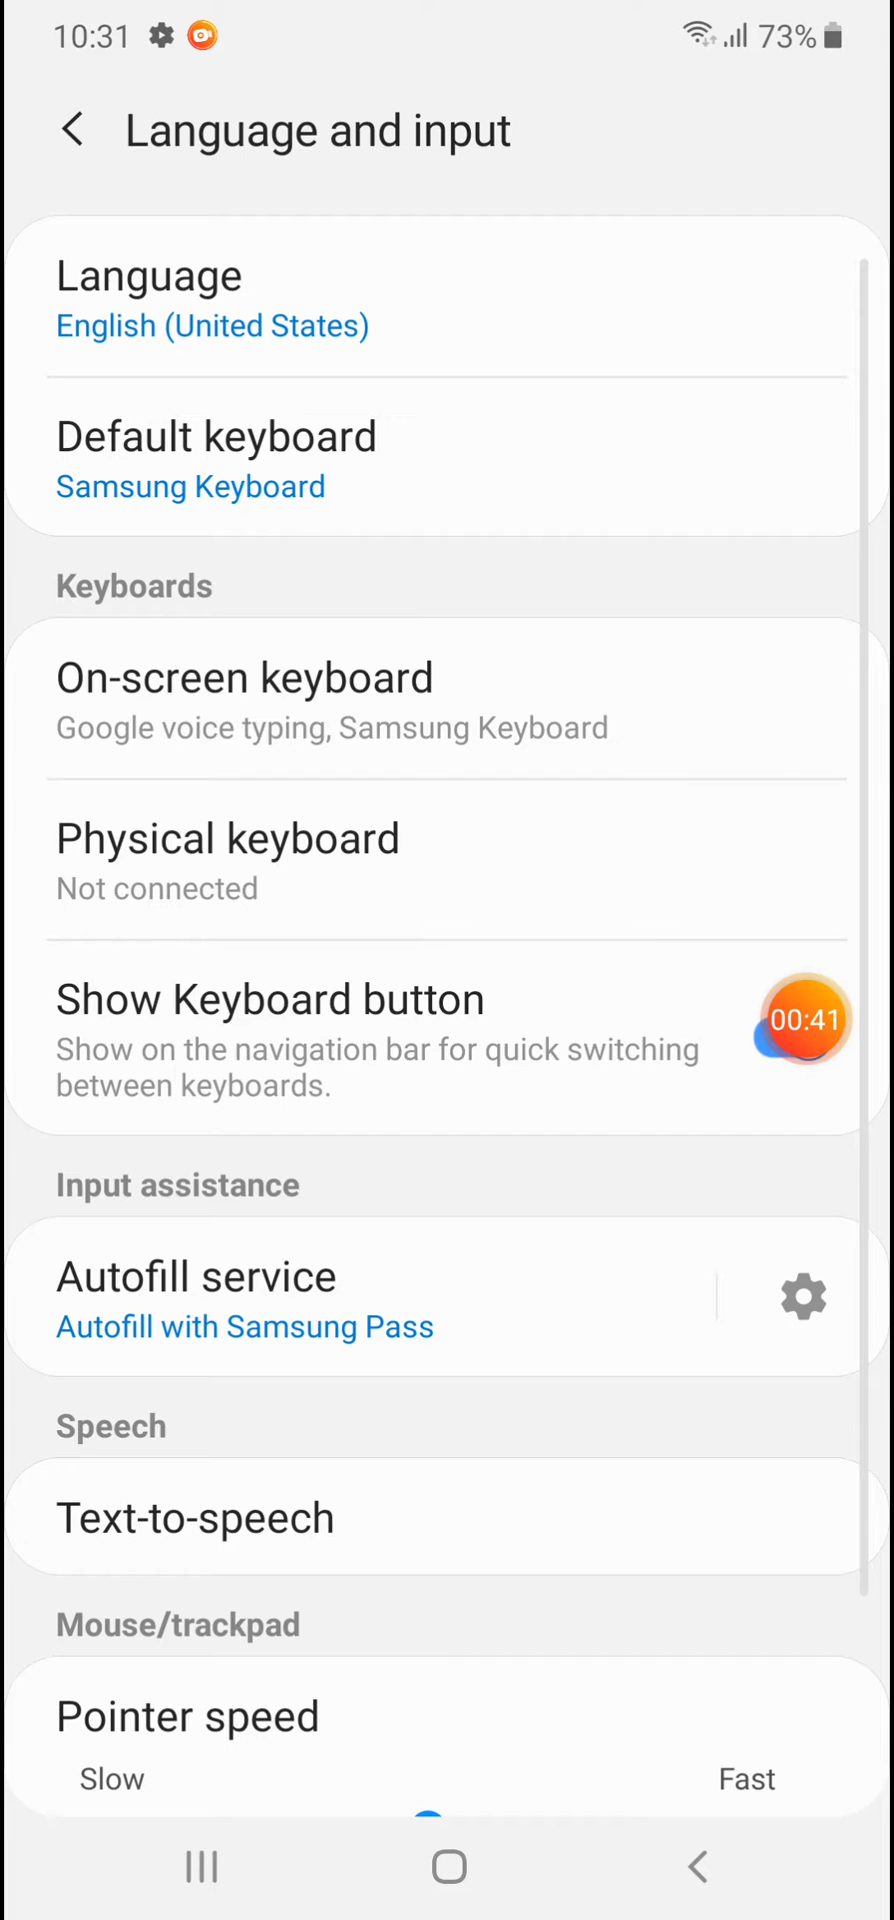 10:31
73%
Language and input
Language
English (United States)
Default keyboard
Samsung Keyboard
Keyboards
On-screen keyboard
Google voice typing, Samsung Keyboard
Physical keyboard
Not connected
Show Keyboard button
Show on the navigation bar for quick switching
between keyboards.
00:41
Input assistance
Autofill service
Autofill with Samsung Pass
Speech
Text-to-speech
Mouse/trackpad
Pointer speed
Slow
Fast